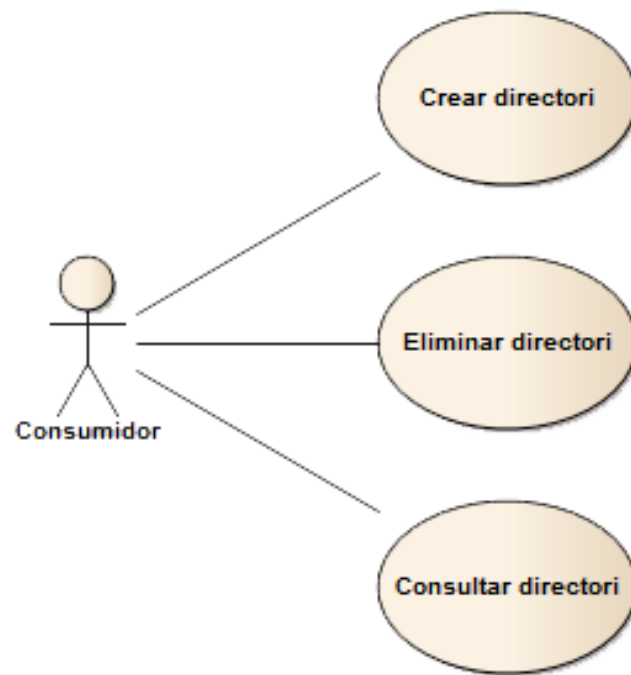 Crear directori
Eliminar directori
Consumidor
Consultar directori